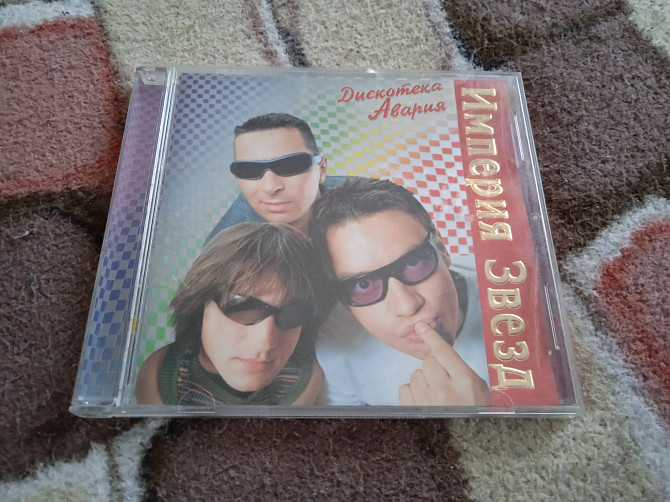 Дискотека
Авария
Империя Звезд